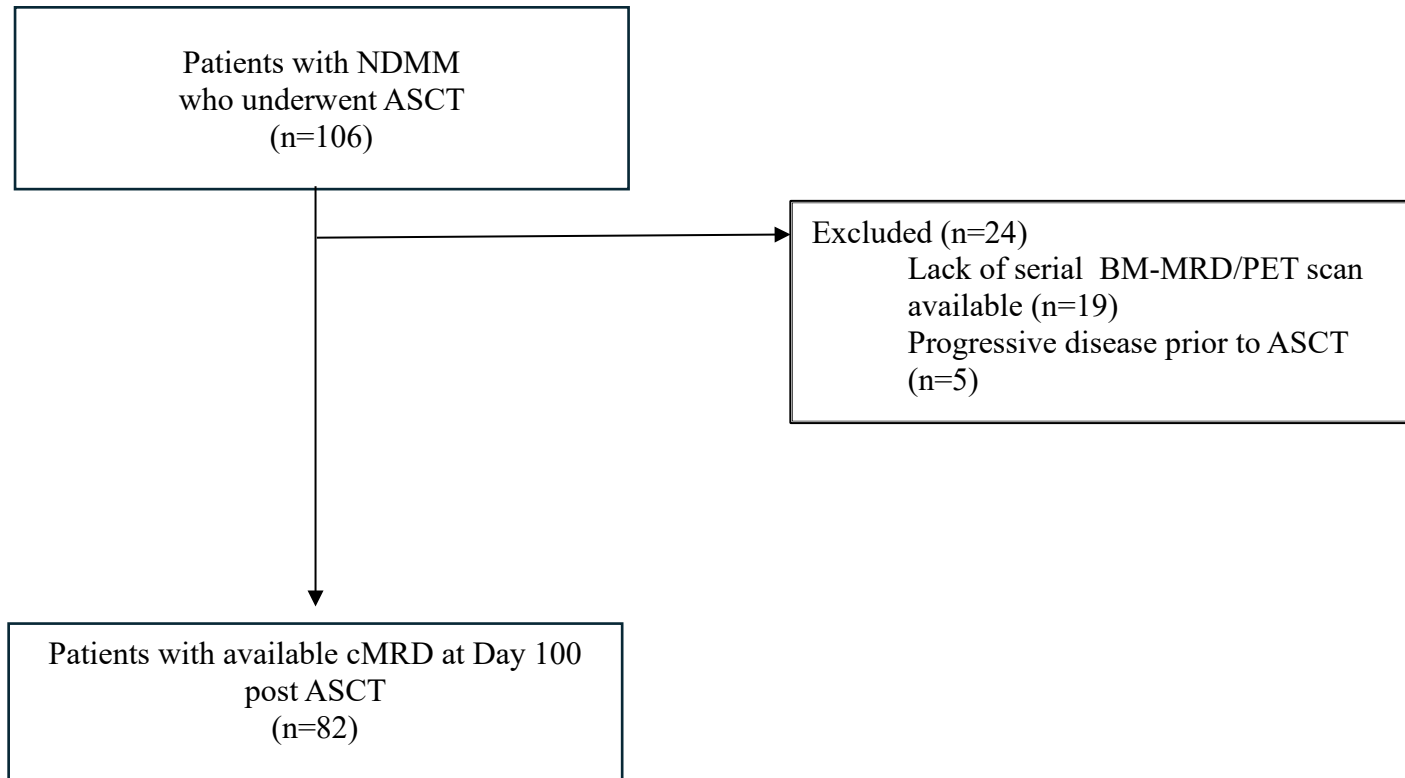 Patients with NDMM
who underwent ASCT
(n=106)
Excluded (n=24)
Lack of serial BM-MRD/PET scan
available (n=19)
Progressive disease prior to ASCT
(n=5)
Patients with available cMRD at Day 100
post ASCT
(n=82)